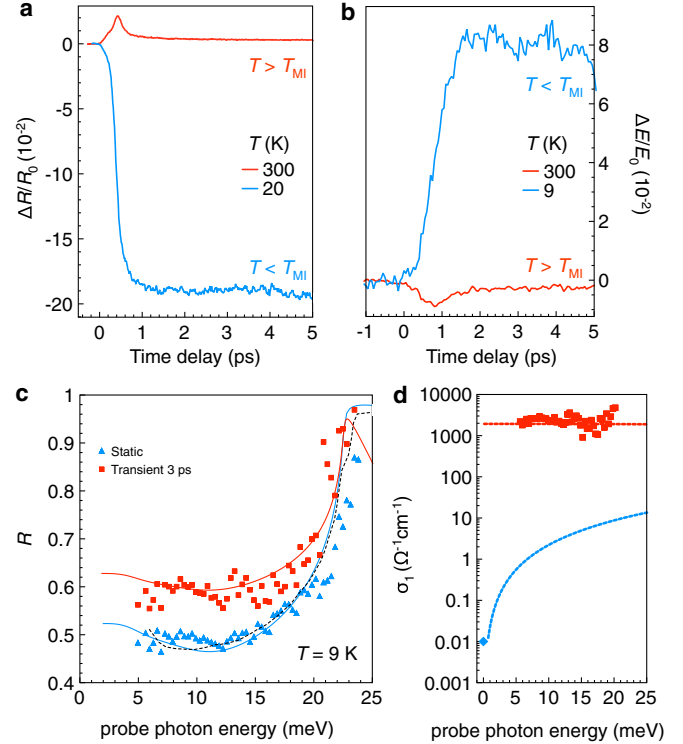 a
0
-5
-10
-15
-20
ΔR/R₀ (10⁻²)
T > T_MI
T (K)
300
20
T < T_MI
0 1 2 3 4 5
Time delay (ps)
b
8
6
4
2
0
ΔE/E₀ (10⁻²)
T < T_MI
T (K)
300
9
T > T_MI
-1 0 1 2 3 4 5
Time delay (ps)
c
1
0.9
0.8
0.7
0.6
0.5
0.4
R
Static
Transient 3 ps
T = 9 K
0 5 10 15 20 25
probe photon energy (meV)
d
10000
1000
100
10
1
0.1
0.01
0.001
σ₁ (Ω⁻¹cm⁻¹)
0 5 10 15 20 25
probe photon energy (meV)